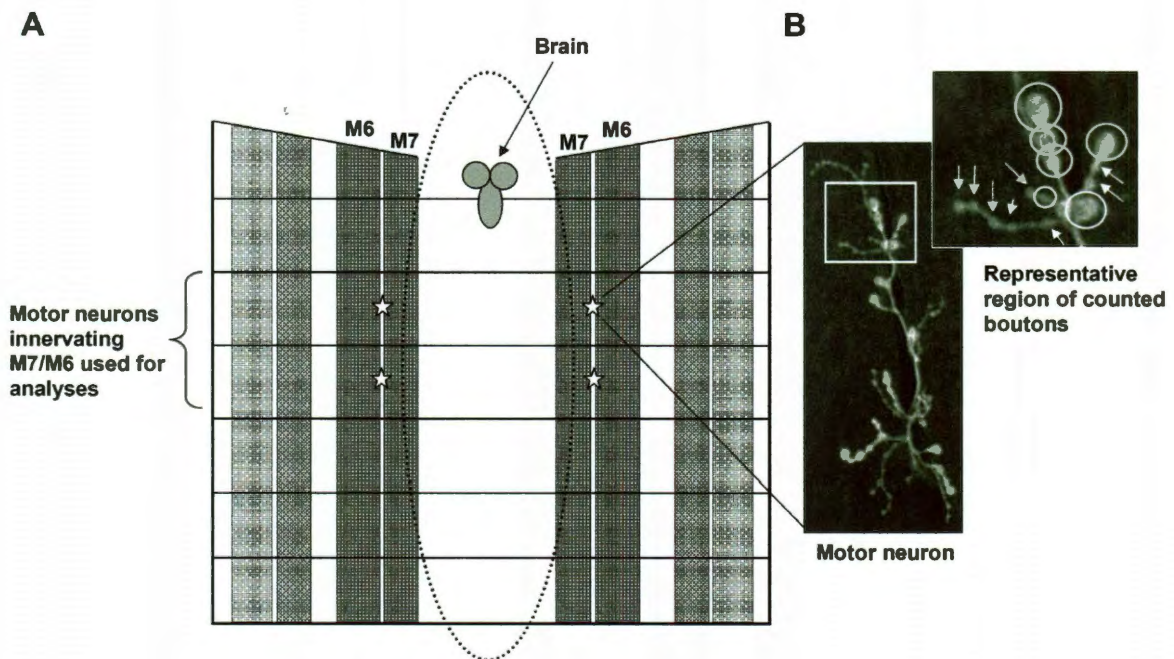 A
B
Brain
M6
M7
M7
M6
Motor neurons
innervating
M7/M6 used for
analyses
Representative
region of counted
boutons
Motor neuron